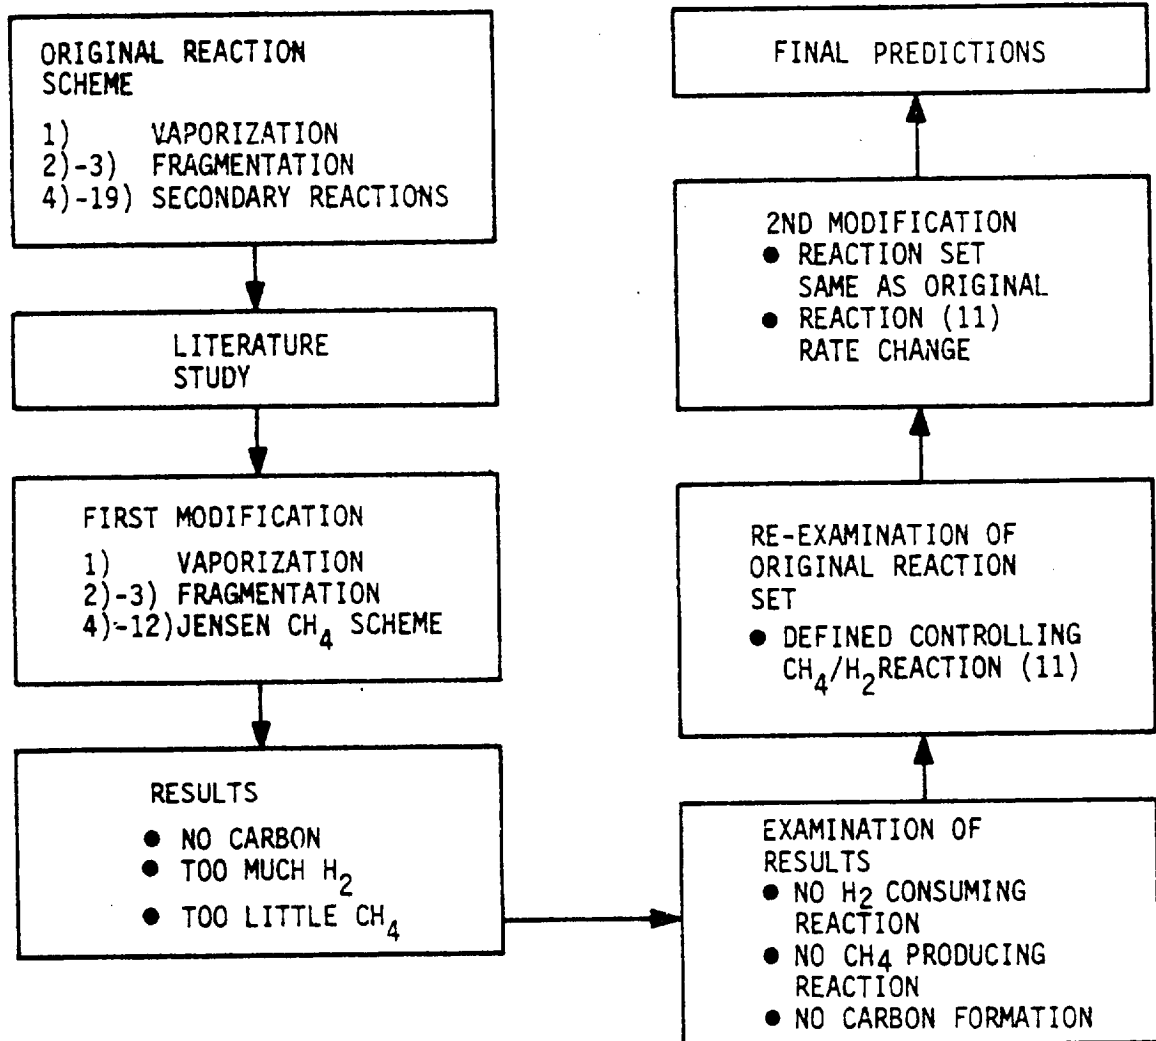 ORIGINAL REACTION
SCHEME
1) VAPORIZATION
2)-3) FRAGMENTATION
4)-19) SECONDARY REACTIONS
LITERATURE
STUDY
FIRST MODIFICATION
1) VAPORIZATION
2)-3) FRAGMENTATION
4)-12)JENSEN CH4 SCHEME
RESULTS
● NO CARBON
● TOO MUCH H2
● TOO LITTLE CH4
EXAMINATION OF
RESULTS
● NO H2 CONSUMING
REACTION
● NO CH4 PRODUCING
REACTION
● NO CARBON FORMATION
RE-EXAMINATION OF
ORIGINAL REACTION
SET
● DEFINED CONTROLLING
CH4/H2REACTION (11)
2ND MODIFICATION
● REACTION SET
SAME AS ORIGINAL
● REACTION (11)
RATE CHANGE
FINAL PREDICTIONS